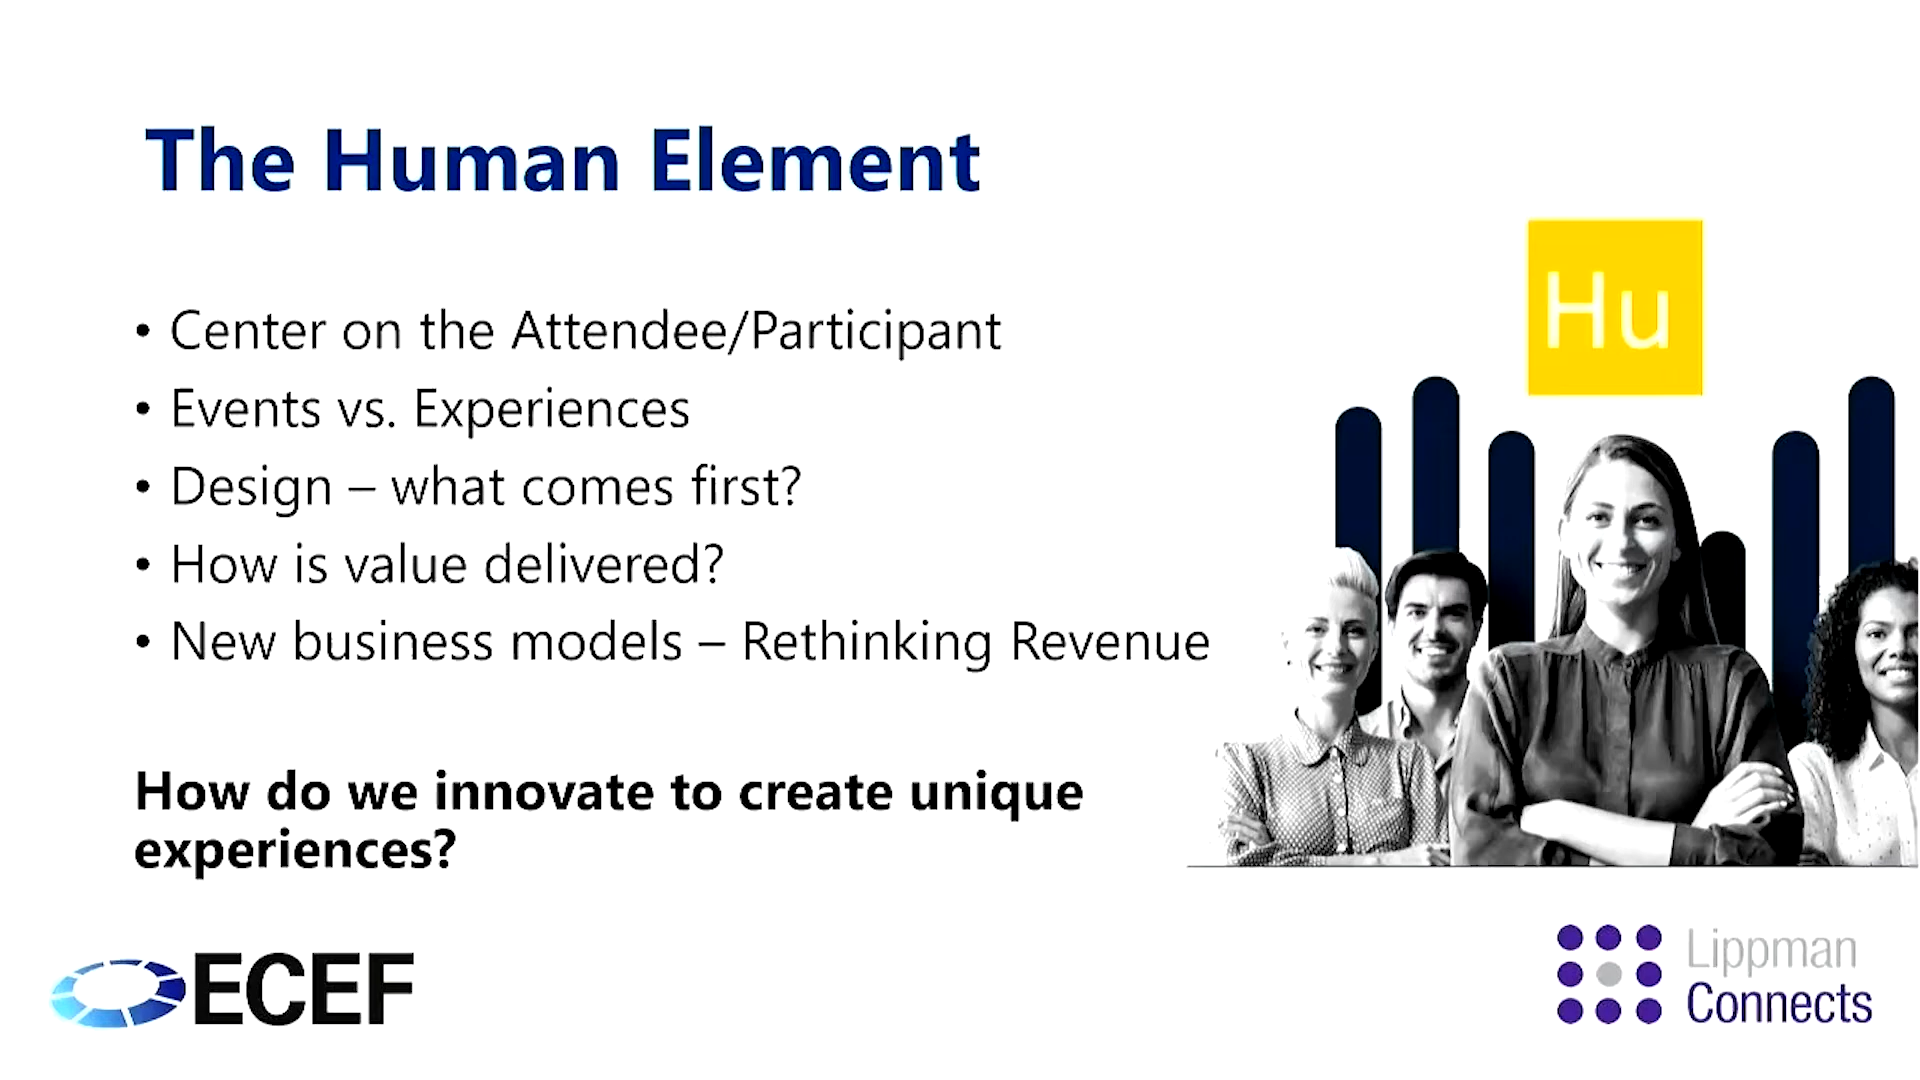 The Human Element
Hu
• Center on the Attendee/Participant
• Events vs. Experiences
• Design – what comes first?
• How is value delivered?
• New business models – Rethinking Revenue
How do we innovate to create unique
experiences?
ECEF
Lippman
Connects